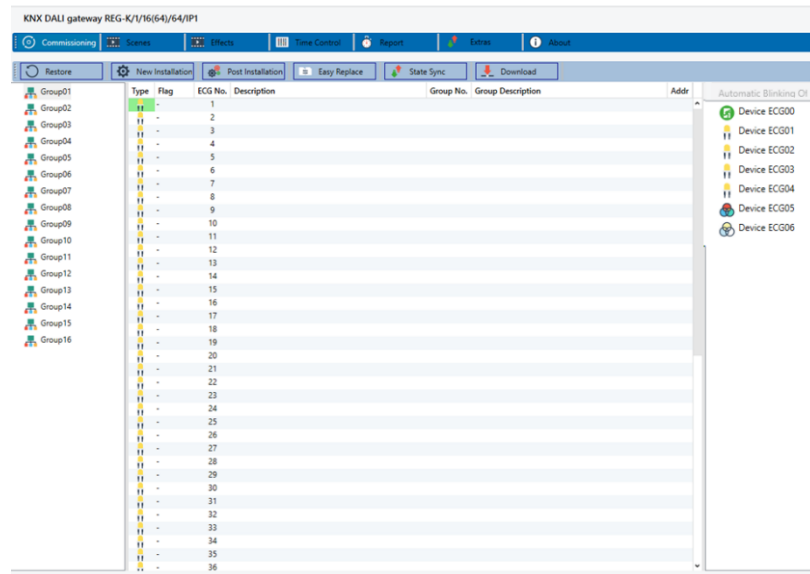 KNX DALI gateway REG-K/1/16(64)/64/IP1
Commissioning Scenes Effects Time Control Report Extras About
Restore New Installation Post Installation Easy Replace State Sync Download
Type Flag ECG No. Description Group No. Group Description Addr
Automatic Blinking Of
Group01
Group02
Group03
Group04
Group05
Group06
Group07
Group08
Group09
Group10
Group11
Group12
Group13
Group14
Group15
Group16
- 1
- 2
- 3
- 4
- 5
- 6
- 7
- 8
- 9
- 10
- 11
- 12
- 13
- 14
- 15
- 16
- 17
- 18
- 19
- 20
- 21
- 22
- 23
- 24
- 25
- 26
- 27
- 28
- 29
- 30
- 31
- 32
- 33
- 34
- 35
- 36
Device ECG00
Device ECG01
Device ECG02
Device ECG03
Device ECG04
Device ECG05
Device ECG06